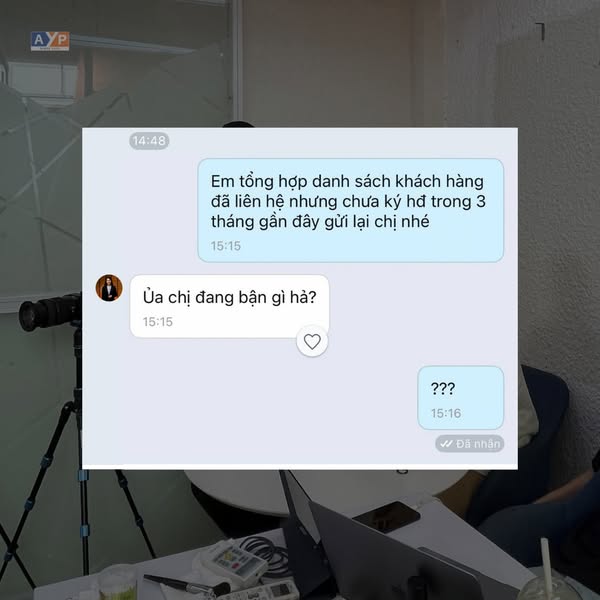 AYP
14:48
Em tổng hợp danh sách khách hàng
đã liên hệ nhưng chưa ký hđ trong 3
tháng gần đây gửi lại chị nhé
15:15
Ủa chị đang bận gì hả?
15:15
???
15:16
Đã nhận